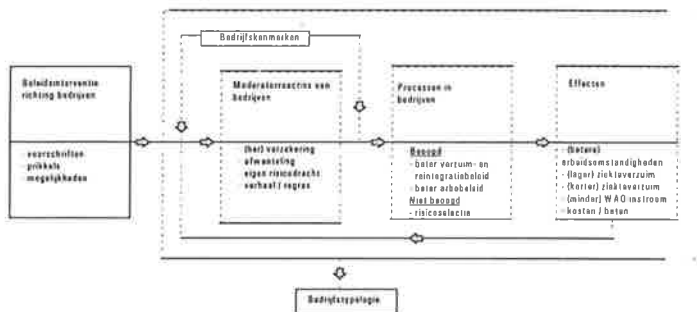 Bedrijfskenmerken
Beleidsinterventie
richting bedrijven
- voorschriften
- prikkels
- mogelijkheden
Moderatorreacties van
bedrijven
- (her) verzekering
- afwenteling
- eigen risicodracht
- verhaal / regres
Processen in
bedrijven
Beoogd
- beter verzuim- en
reintegratiebeleid
- beter arbobeleid
Niet beoogd
- risicoselectie
Effecten
- (betere)
arbeidsomstandigheden
- (lager) ziekteverzuim
- (korter) ziekteverzuim
- (minder) WAO instroom
- kosten / baten
Bedrijfstypologie